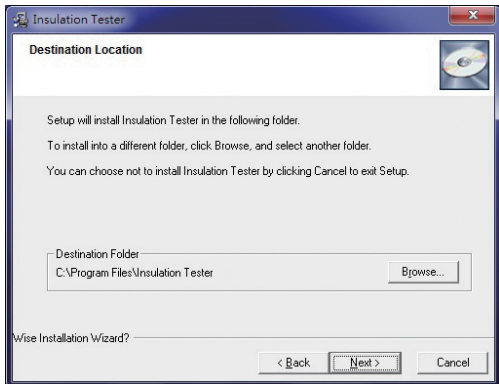 Insulation Tester
Destination Location
Setup will install Insulation Tester in the following folder.
To install into a different folder, click Browse, and select another folder.
You can choose not to install Insulation Tester by clicking Cancel to exit Setup.
Destination Folder
C:\Program Files\Insulation Tester
Browse...
Wise Installation Wizard?
< Back
Next >
Cancel